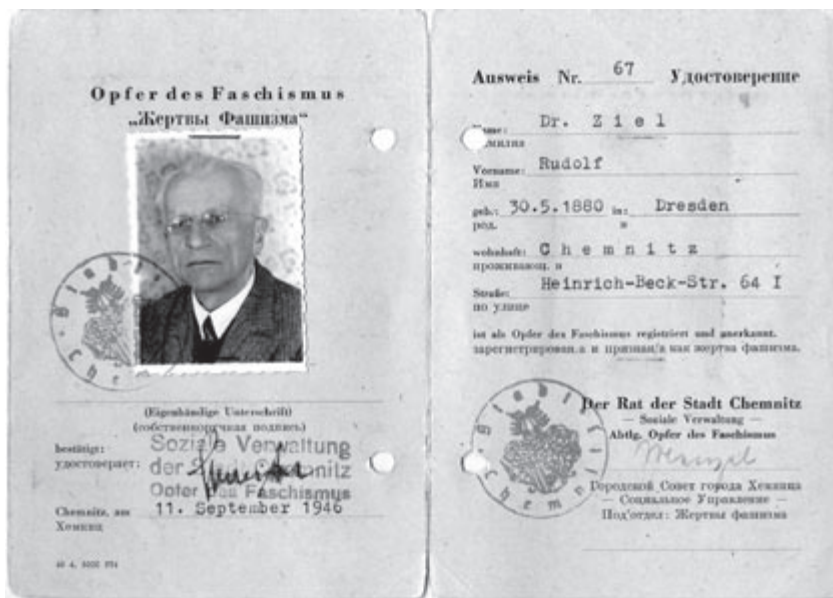 Opfer des Faschismus
„Жертвы Фашизма“
(Eigenhändige Unterschrift)
(собственноручная подпись)
bestätigt:
удостоверяет:
Soziale Verwaltung
der Stadt Chemnitz
Opfer des Faschismus
Chemnitz, am 11. September 1946
Хемниц
Ausweis Nr. 67 Удостоверение
Name: Dr. Ziel
Фамилия
Vorname: Rudolf
Имя
geb.: 30.5.1880 in: Dresden
род. в
wohnhaft: Chemnitz
проживающ. в
Straße: Heinrich-Beck-Str. 64 I
по улице
ist als Opfer des Faschismus registriert und anerkannt.
зарегистрирован/а и признан/а как жертва фашизма.
Der Rat der Stadt Chemnitz
— Soziale Verwaltung —
Abtlg. Opfer des Faschismus
Городской Совет города Хемница
— Социальное Управление —
Под'отдел: Жертвы фашизма
Chemnitz